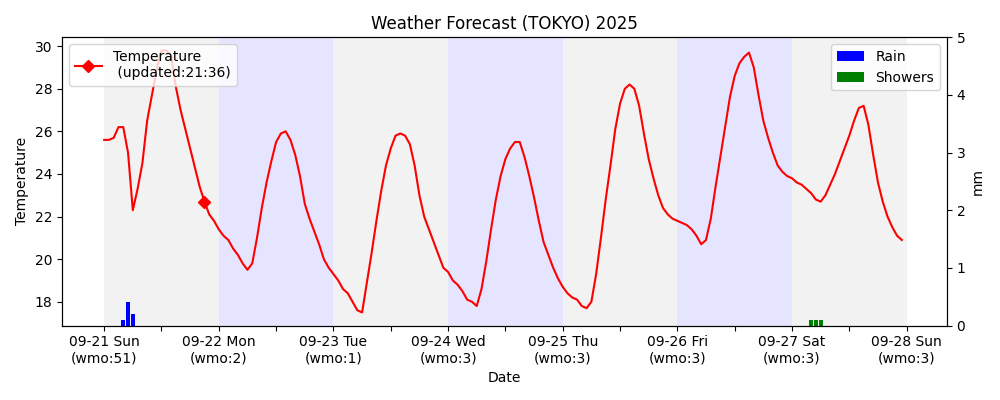 Weather Forecast (TOKYO) 2025
Temperature
(updated:21:36)
Rain
Showers
Temperature
30
28
26
24
22
20
18
5
4
3
2
1
0
mm
09-21 Sun 09-22 Mon 09-23 Tue 09-24 Wed 09-25 Thu 09-26 Fri 09-27 Sat 09-28 Sun
(wmo:51) (wmo:2) (wmo:1) (wmo:3) (wmo:3) (wmo:3) (wmo:3) (wmo:3)
Date